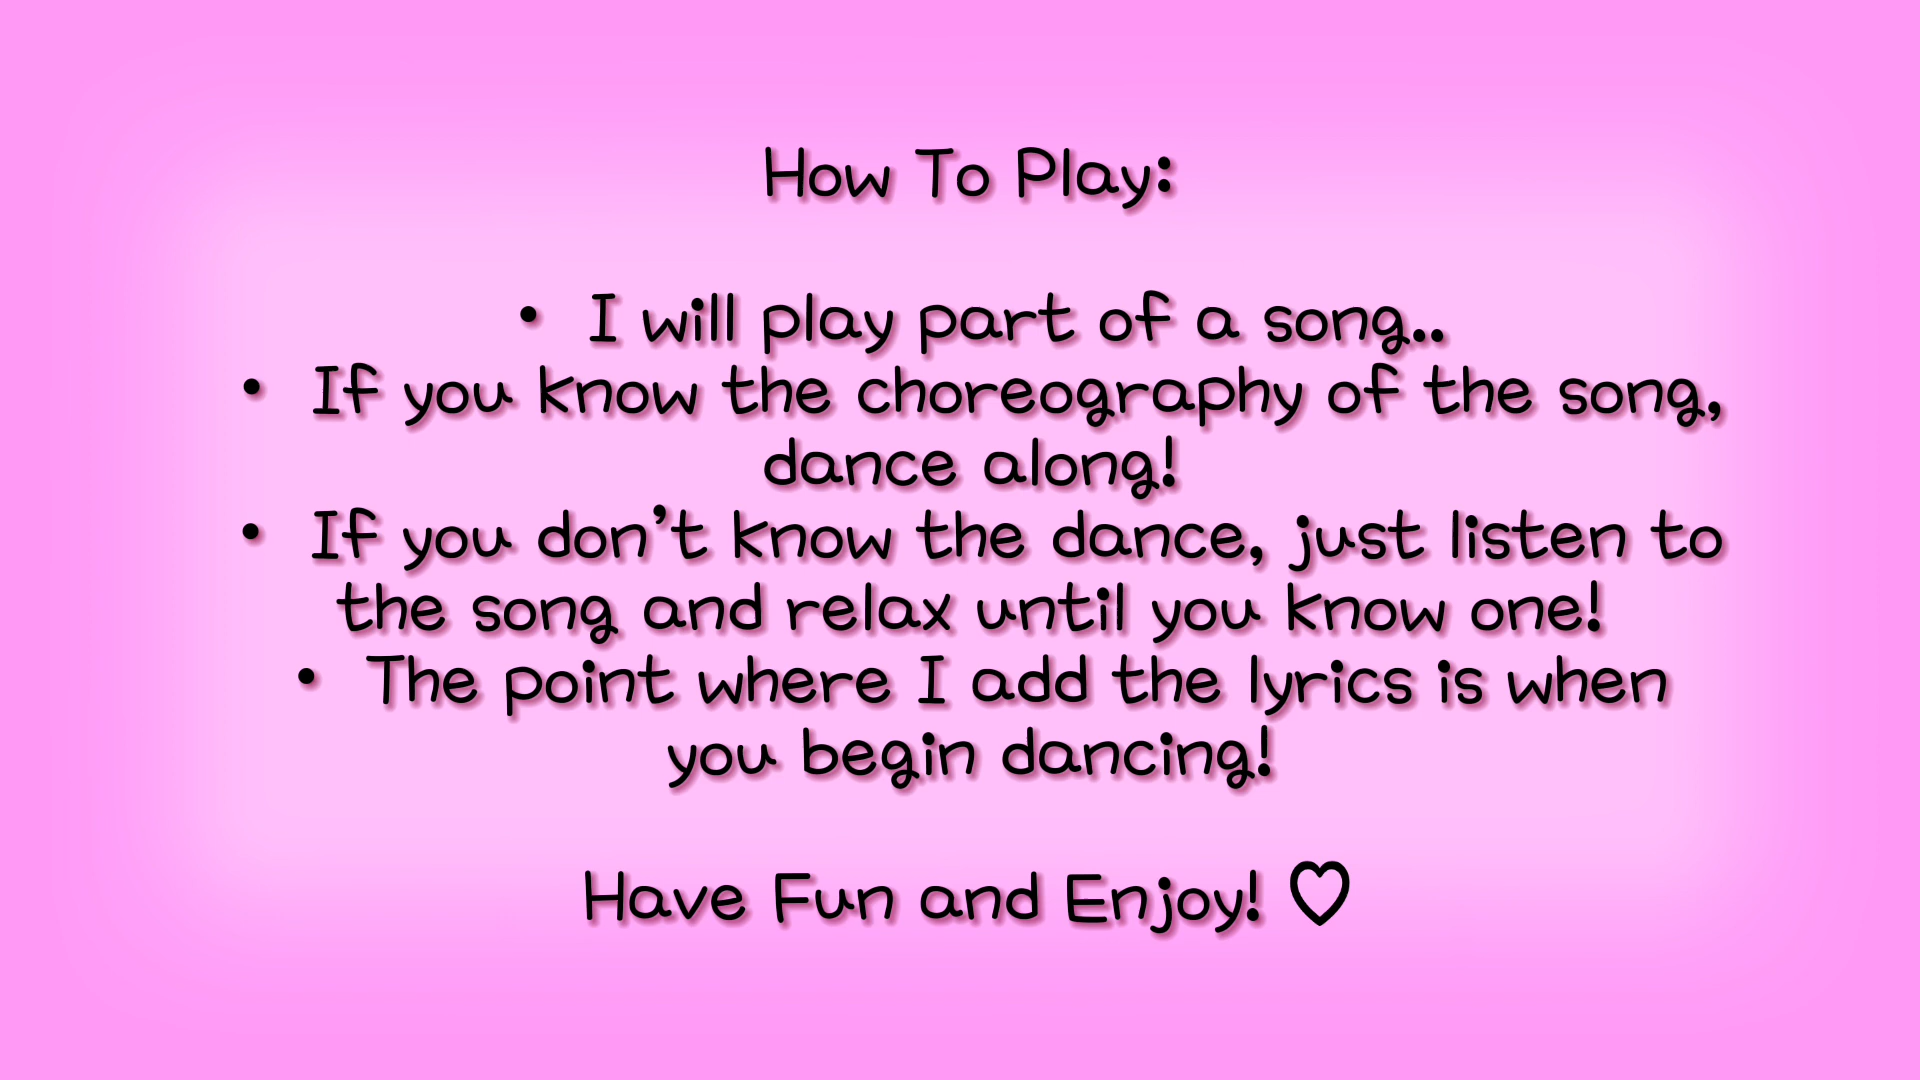 How To Play:
• I will play part of a song..
• If you know the choreography of the song,
dance along!
• If you don’t know the dance, just listen to
the song and relax until you know one!
• The point where I add the lyrics is when
you begin dancing!
Have Fun and Enjoy! ♡